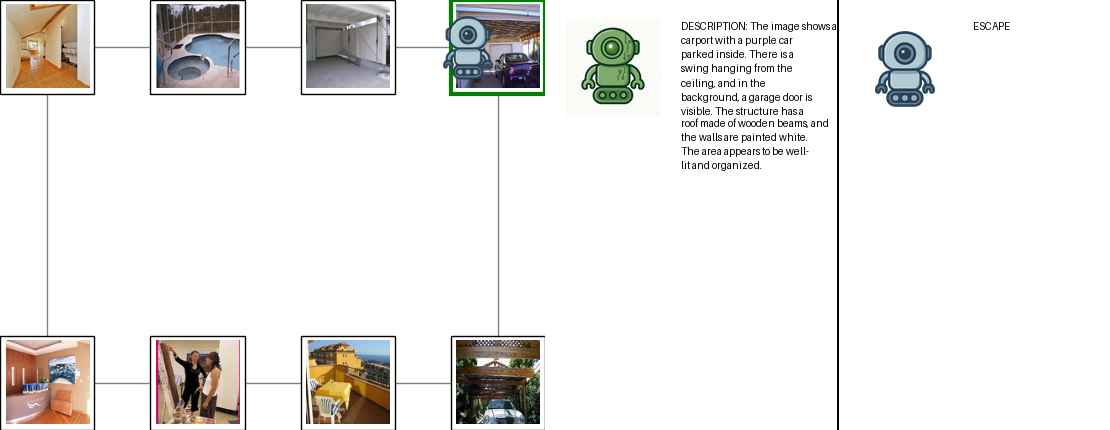 DESCRIPTION: The image shows a
carport with a purple car
parked inside. There is a
swing hanging from the
ceiling, and in the
background, a garage door is
visible. The structure has a
roof made of wooden beams, and
the walls are painted white.
The area appears to be well-
lit and organized.
ESCAPE